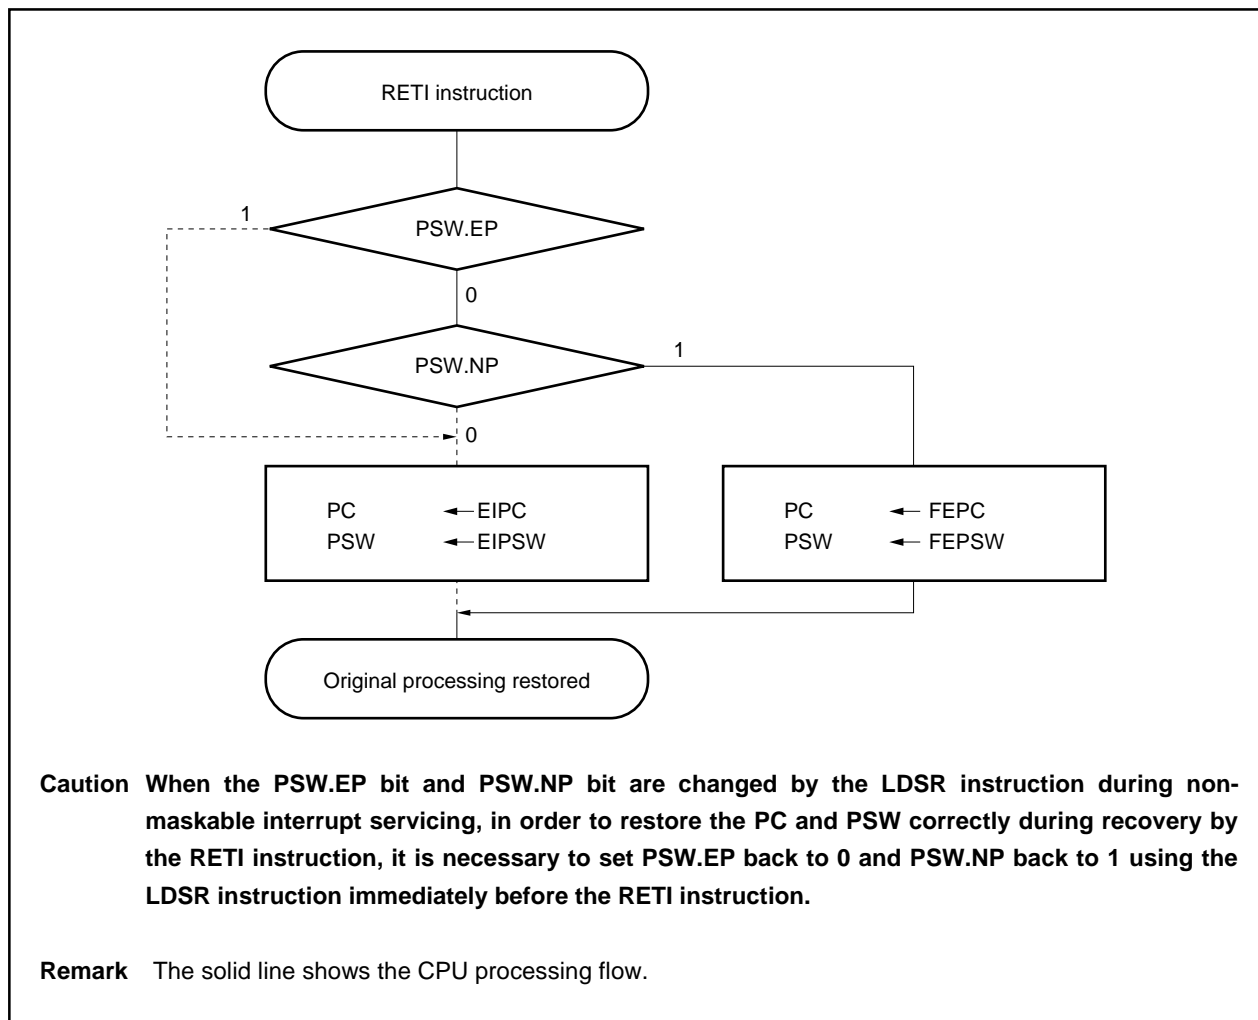 RETI instruction
1
PSW.EP
0
PSW.NP
1
0
PC ← EIPC
PSW ← EIPSW
PC ← FEPC
PSW ← FEPSW
Original processing restored
Caution When the PSW.EP bit and PSW.NP bit are changed by the LDSR instruction during non-
maskable interrupt servicing, in order to restore the PC and PSW correctly during recovery by
the RETI instruction, it is necessary to set PSW.EP back to 0 and PSW.NP back to 1 using the
LDSR instruction immediately before the RETI instruction.
Remark The solid line shows the CPU processing flow.